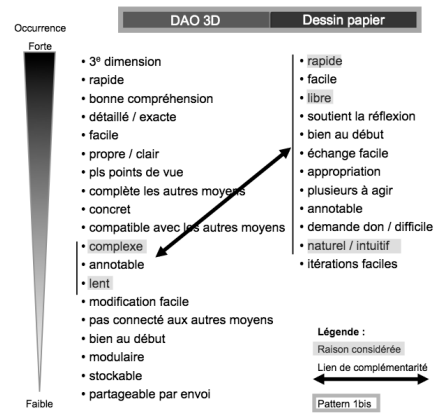 DAO 3D
Dessin papier
Occurrence
Forte
• 3e dimension
• rapide
• bonne compréhension
• détaillé / exacte
• facile
• propre / clair
• pls points de vue
• complète les autres moyens
• concret
• compatible avec les autres moyens
• complexe
• annotable
• lent
• modification facile
• pas connecté aux autres moyens
• bien au début
• modulaire
• stockable
• partageable par envoi
• rapide
• facile
• libre
• soutient la réflexion
• bien au début
• échange facile
• appropriation
• plusieurs à agir
• annotable
• demande don / difficile
• naturel / intuitif
• itérations faciles
Légende :
Raison considérée
Lien de complémentarité
Pattern 1bis
Faible